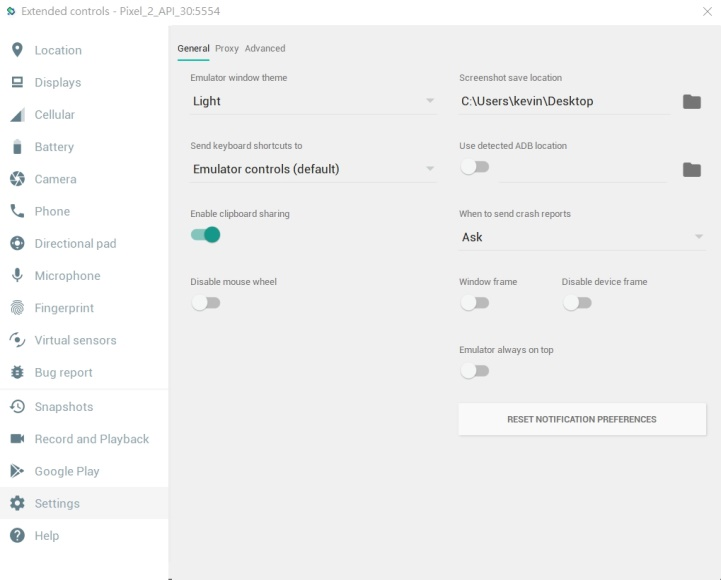 Extended controls - Pixel_2_API_30:5554
Location
Displays
Cellular
Battery
Camera
Phone
Directional pad
Microphone
Fingerprint
Virtual sensors
Bug report
Snapshots
Record and Playback
Google Play
Settings
Help
General Proxy Advanced
Emulator window theme
Light
Screenshot save location
C:\Users\kevin\Desktop
Send keyboard shortcuts to
Emulator controls (default)
Use detected ADB location
Enable clipboard sharing
When to send crash reports
Ask
Disable mouse wheel
Window frame
Disable device frame
Emulator always on top
RESET NOTIFICATION PREFERENCES